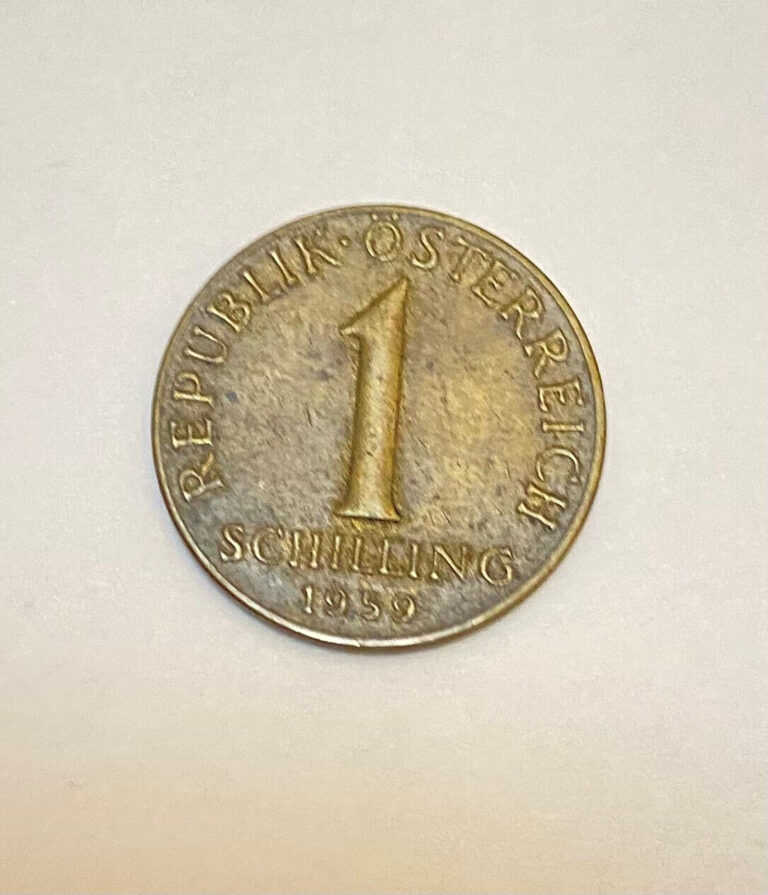 REPUBLIK · ÖSTERREICH
1
SCHILLING
1959